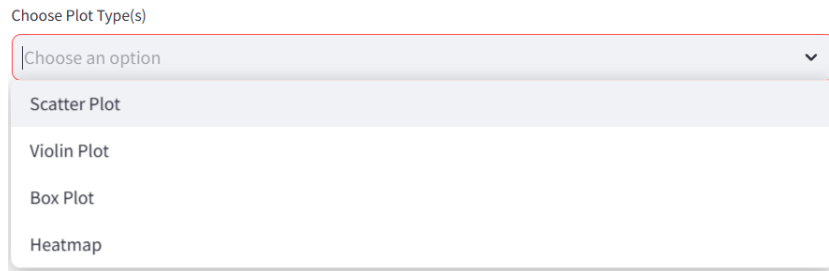 Choose Plot Type(s)
Choose an option
Scatter Plot
Violin Plot
Box Plot
Heatmap